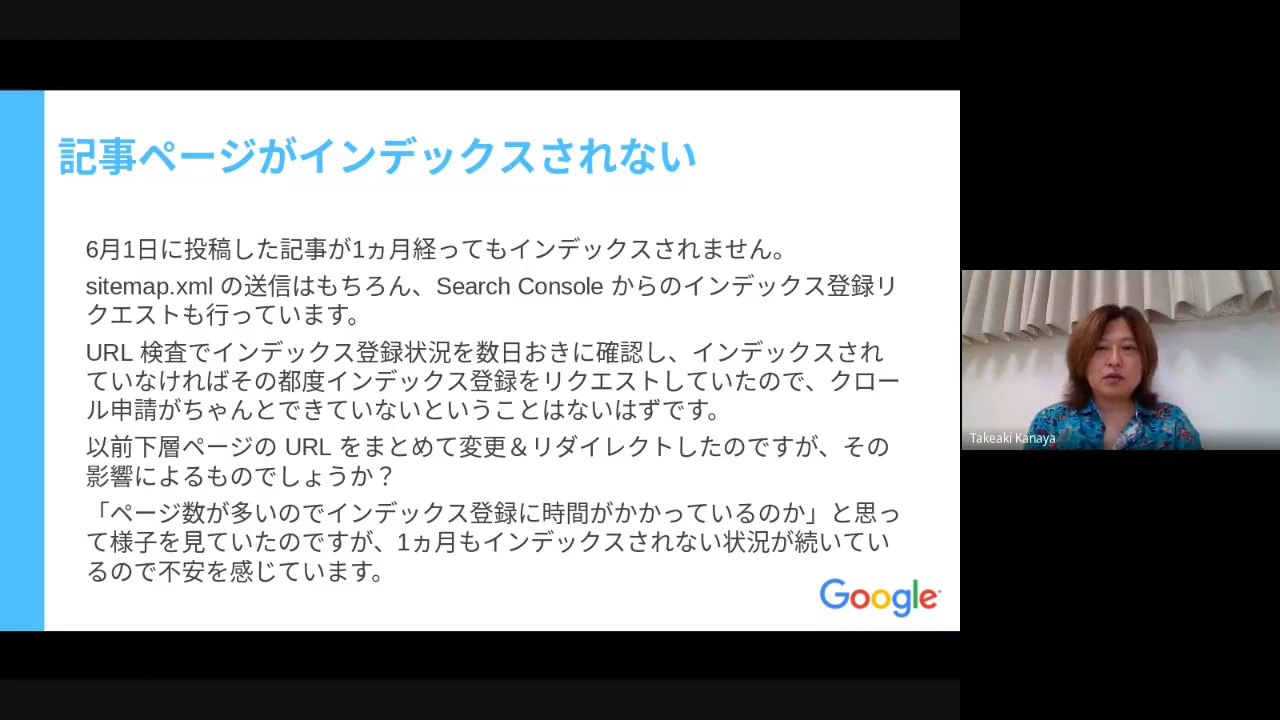 記事ページがインデックスされない
6月1日に投稿した記事が1ヵ月経ってもインデックスされません。
sitemap.xml の送信はもちろん、Search Console からのインデックス登録リ
クエストも行っています。
URL 検査でインデックス登録状況を数日おきに確認し、インデックスされ
ていなければその都度インデックス登録をリクエストしていたので、クロー
ル申請がちゃんとできていないということはないはずです。
以前下層ページの URL をまとめて変更＆リダイレクトしたのですが、その
影響によるものでしょうか？
「ページ数が多いのでインデックス登録に時間がかかっているのか」と思っ
て様子を見ていたのですが、1ヵ月もインデックスされない状況が続いてい
るので不安を感じています。
Google
Takeaki Kanaya